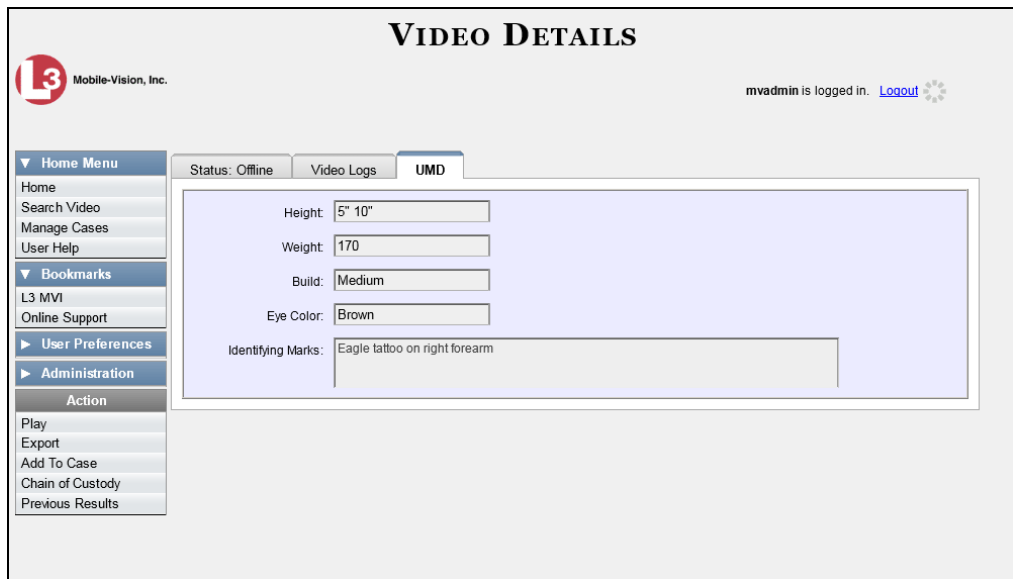 VIDEO DETAILS
L3 Mobile-Vision, Inc.
mvadmin is logged in. Logout
▼ Home Menu
Home
Search Video
Manage Cases
User Help
▼ Bookmarks
L3 MVI
Online Support
► User Preferences
► Administration
Action
Play
Export
Add To Case
Chain of Custody
Previous Results
Status: Offline Video Logs UMD
Height: 5" 10"
Weight: 170
Build: Medium
Eye Color: Brown
Identifying Marks: Eagle tattoo on right forearm